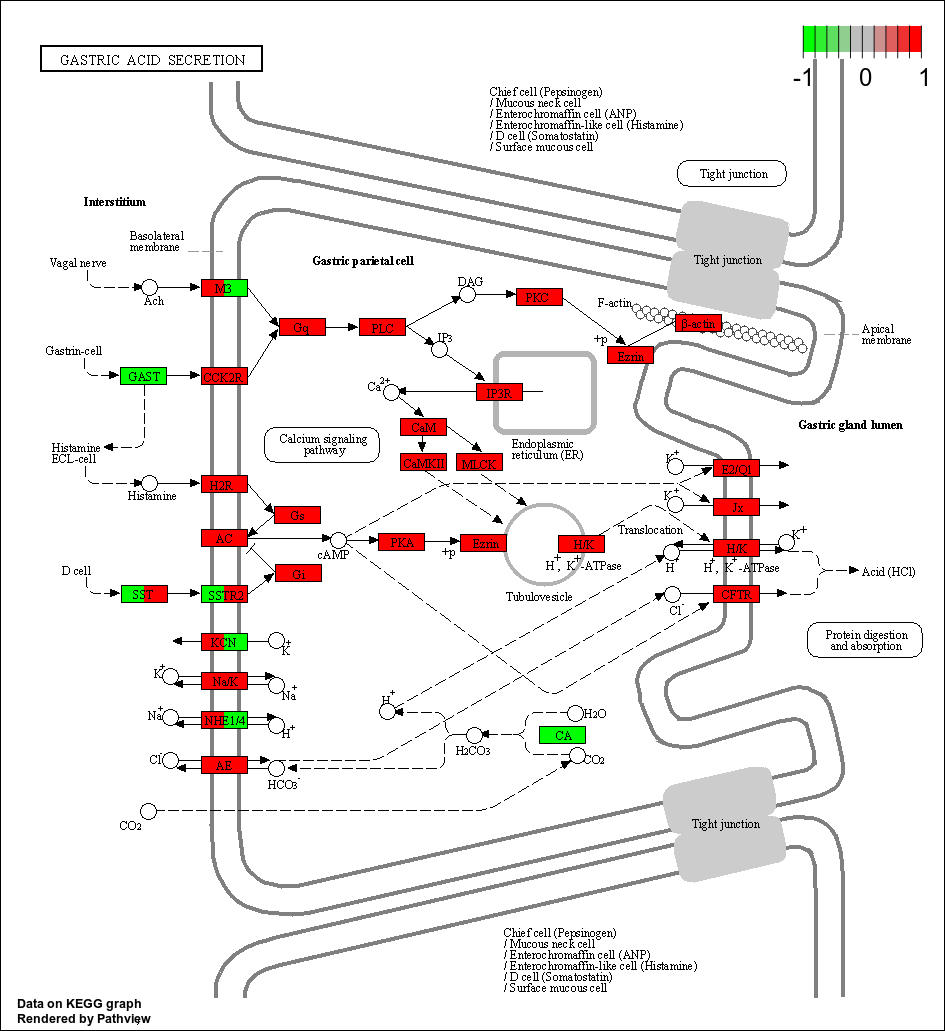 GASTRIC ACID SECRETION
-1 0 1
Chief cell (Pepsinogen)
/ Mucous neck cell
/ Enterochromaffin cell (ANP)
/ Enterochromaffin-like cell (Histamine)
/ D cell (Somatostatin)
/ Surface mucous cell
Tight junction
Interstitium
Basolateral
membrane
Gastric parietal cell
Tight junction
Vagal nerve
Ach
M3
DAG
PKC
F-actin
β-actin
Gq
PLC
IP3
+p
Ezrin
Apical
membrane
Gastrin-cell
GAST
CCK2R
Ca2+
IP3R
CaM
Gastric gland lumen
Calcium signaling
pathway
Endoplasmic
reticulum (ER)
Histamine
ECL-cell
CaMKII
MLCK
K+
E2/Q1
Histamine
H2R
Gs
K+
Jx
AC
cAMP
PKA
+p
Ezrin
H/K
H+, K+-ATPase
Translocation
H+
H/K
H+, K+-ATPase
K+
Gi
D cell
SST
SSTR2
Tubulovesicle
Cl-
CFTR
Acid (HCl)
KCN
K+
Protein digestion
and absorption
K+
Na/K
Na+
Na+
NHE1/4
H+
H+
H2O
H2CO3
CA
CO2
Cl-
AE
HCO3-
CO2
Tight junction
Chief cell (Pepsinogen)
/ Mucous neck cell
/ Enterochromaffin cell (ANP)
/ Enterochromaffin-like cell (Histamine)
/ D cell (Somatostatin)
/ Surface mucous cell
Data on KEGG graph
Rendered by Pathview